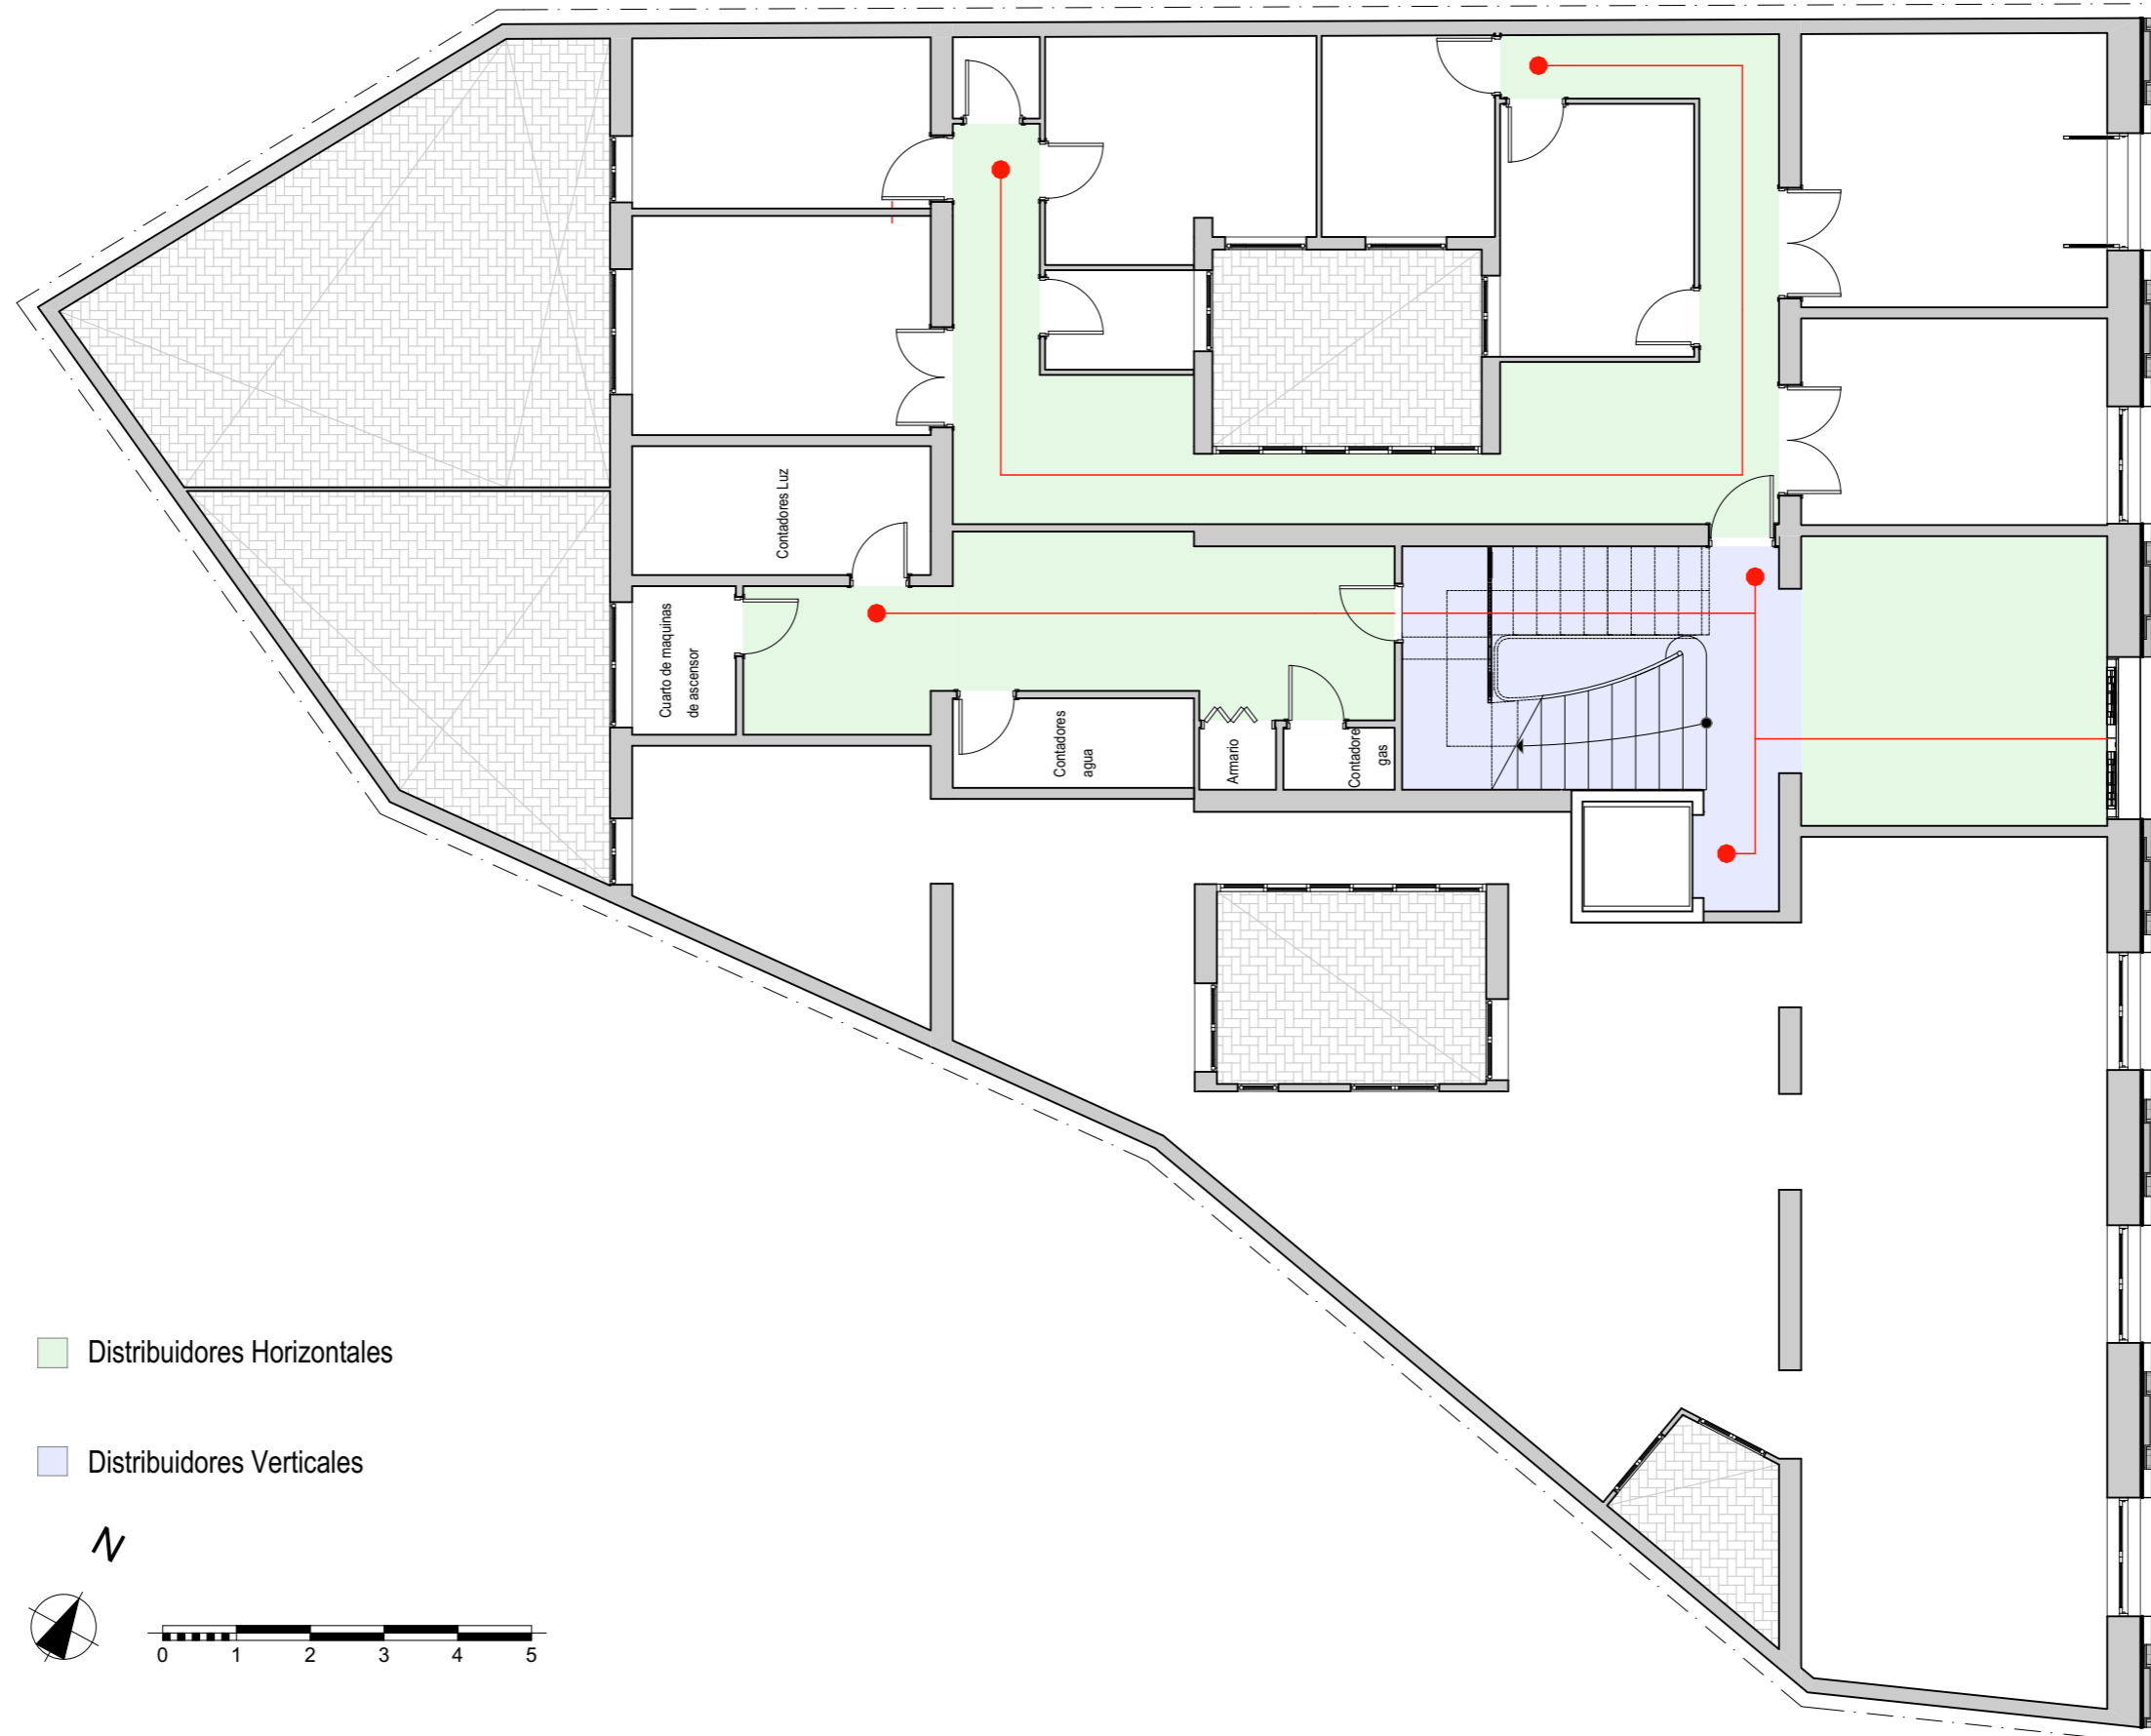 Contadores Luz
Cuarto de maquinas
de ascensor
Contadores
agua
Armario
Contadore
gas
Distribuidores Horizontales
Distribuidores Verticales
N
0 1 2 3 4 5